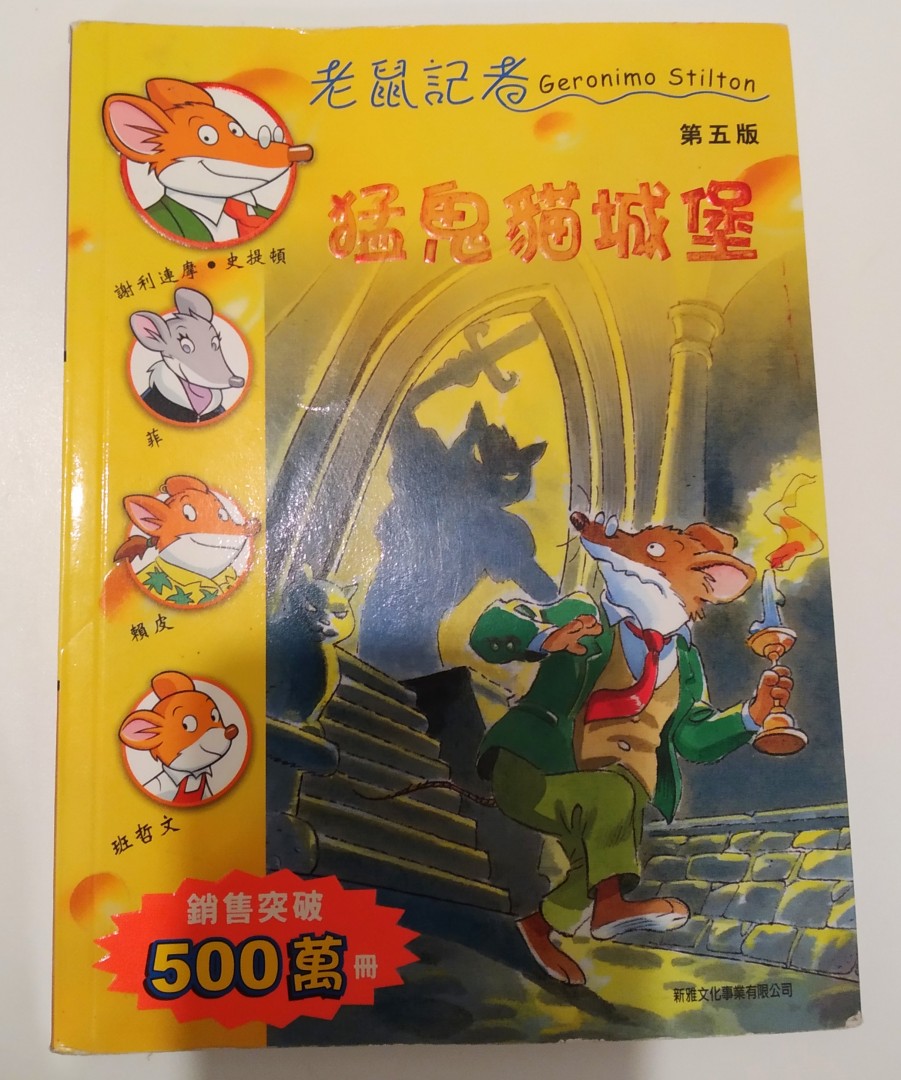 老鼠記者 Geronimo Stilton
第五版
猛鬼貓城堡
謝利連摩•史提頓
菲
賴皮
班哲文
銷售突破
500萬冊
新雅文化事業有限公司